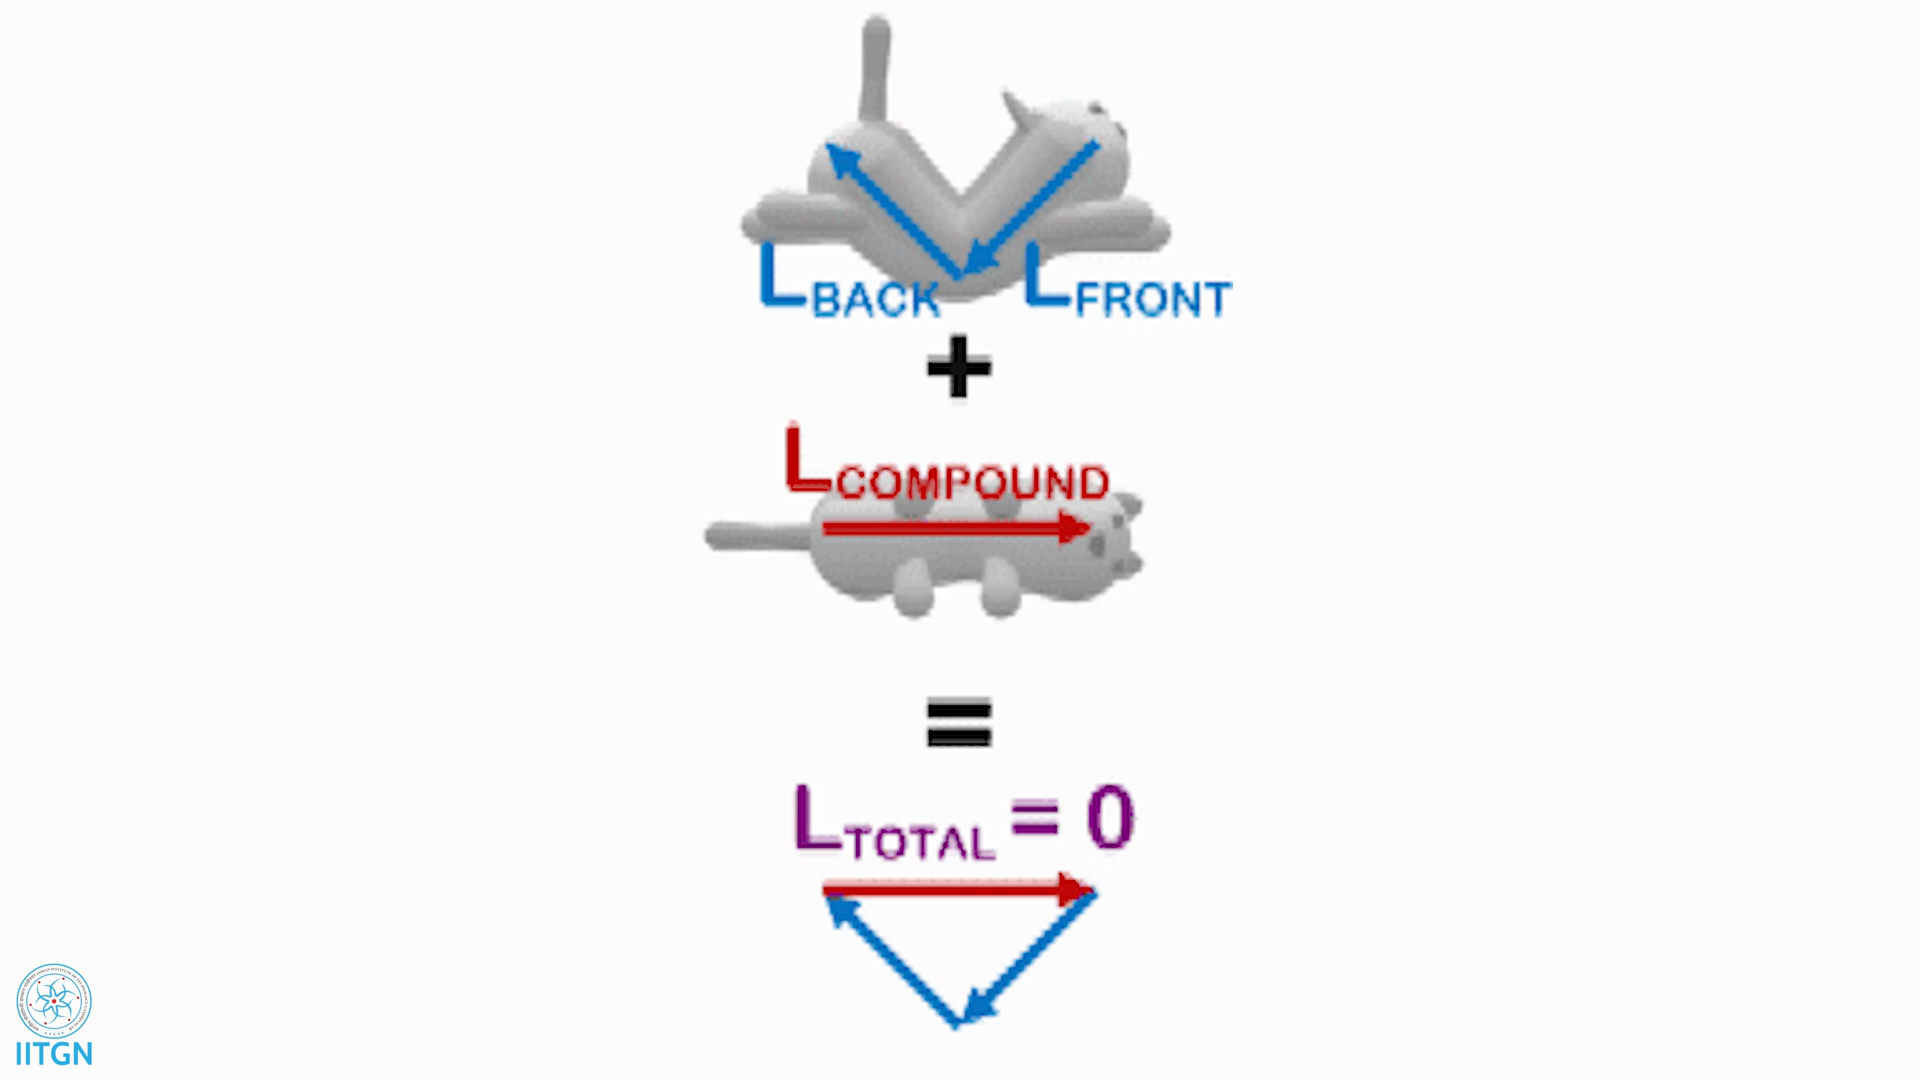 LBACK LFRONT
+
LCOMPOUND
=
LTOTAL = 0
IITGN